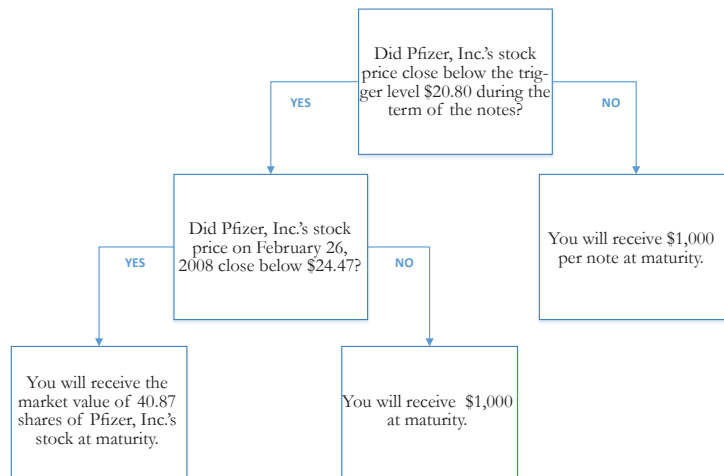 Did Pfizer, Inc.'s stock
price close below the trig-
ger level $20.80 during the
term of the notes?
YES
NO
Did Pfizer, Inc.'s stock
price on February 26,
2008 close below $24.47?
You will receive $1,000
per note at maturity.
YES
NO
You will receive the
market value of 40.87
shares of Pfizer, Inc.'s
stock at maturity.
You will receive $1,000
at maturity.